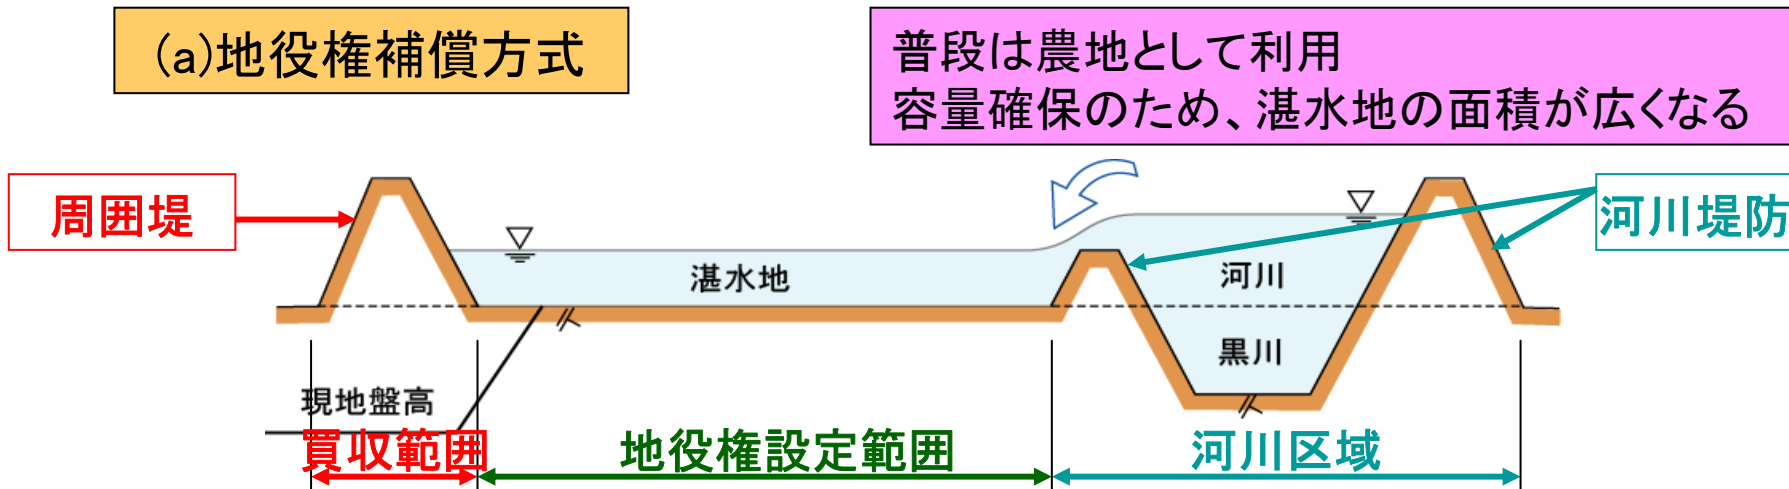 (a)地役権補償方式
普段は農地として利用
容量確保のため、湛水地の面積が広くなる
周囲堤
河川堤防
湛水地
河川
黒川
現地盤高
買収範囲
地役権設定範囲
河川区域